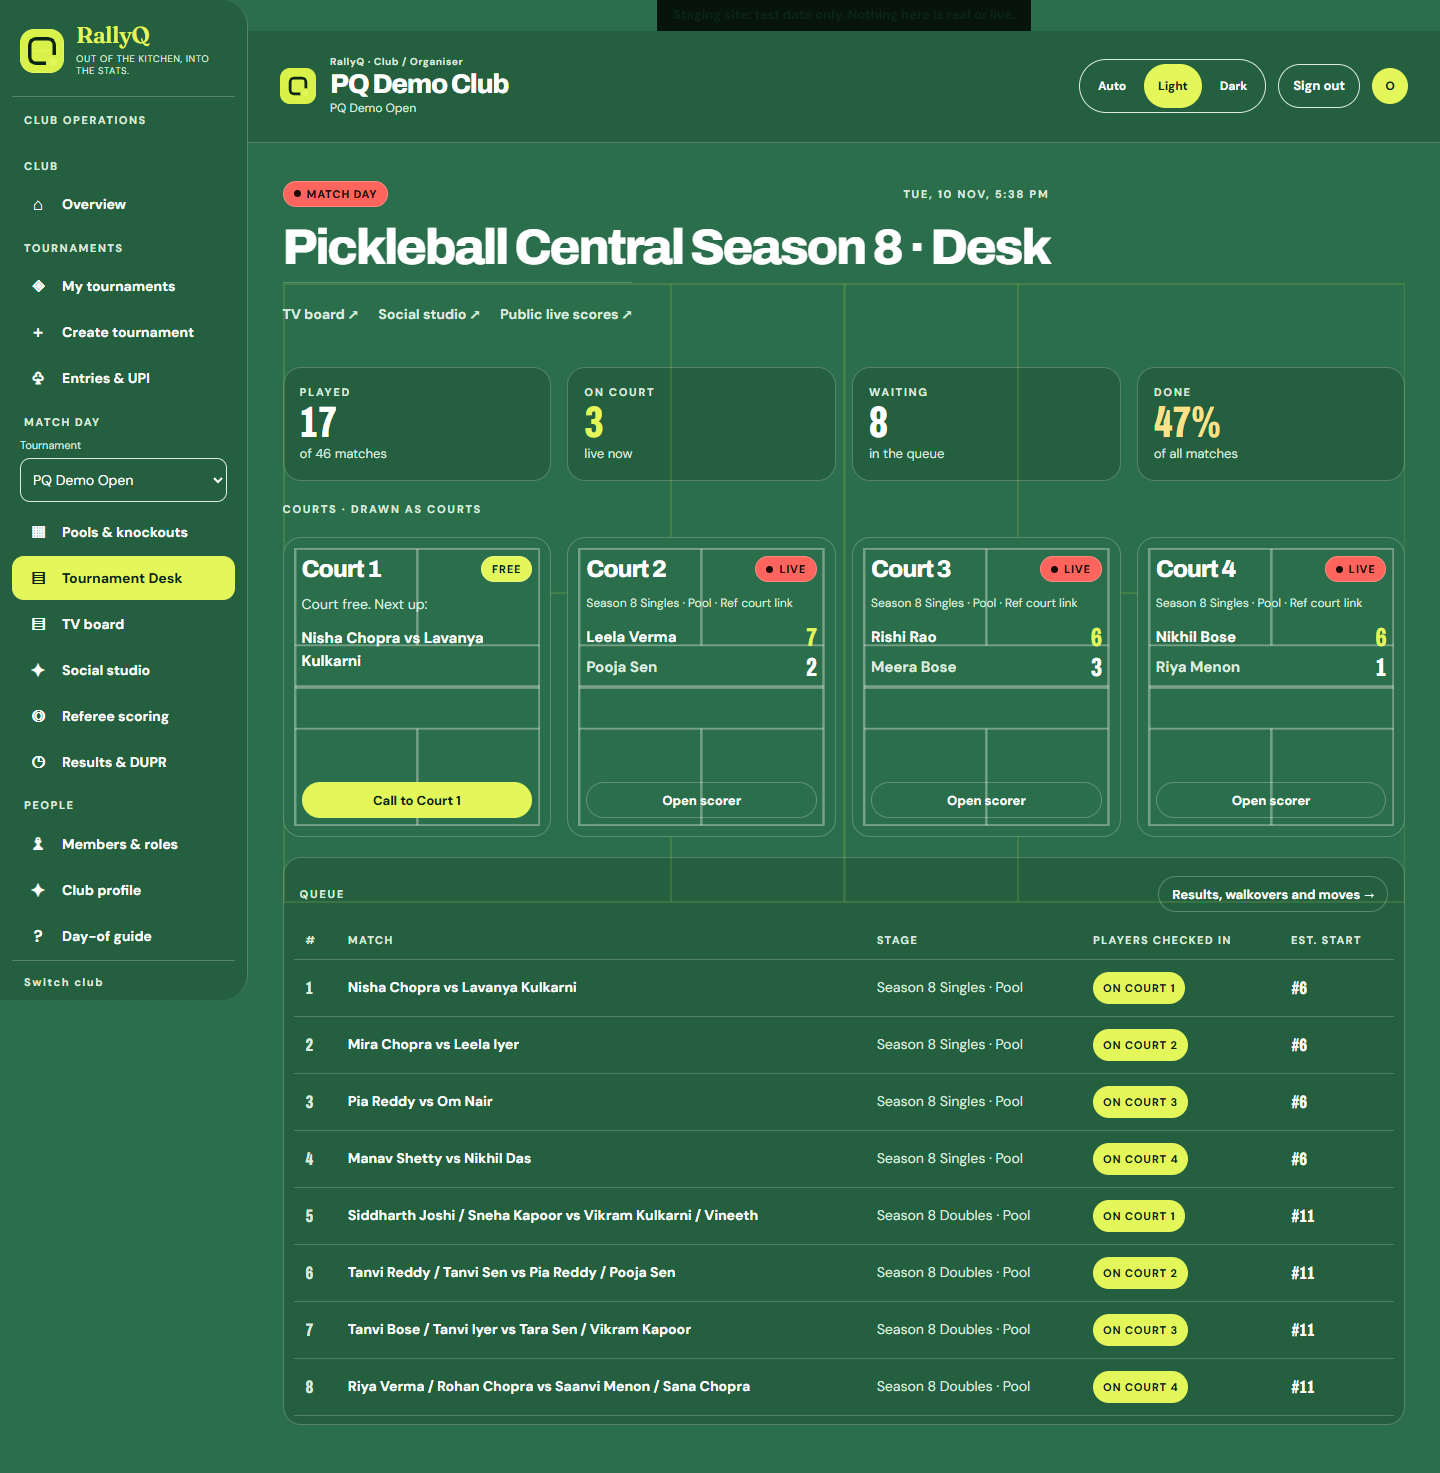 Staging site: test data only. Nothing here is real or live.
RallyQ
OUT OF THE KITCHEN, INTO
THE STATS.
CLUB OPERATIONS
CLUB
Overview
TOURNAMENTS
My tournaments
Create tournament
Entries & UPI
MATCH DAY
Tournament
PQ Demo Open
Pools & knockouts
Tournament Desk
TV board
Social studio
Referee scoring
Results & DUPR
PEOPLE
Members & roles
Club profile
? Day-of guide
Switch club
RallyQ · Club / Organiser
PQ Demo Club
PQ Demo Open
Auto Light Dark Sign out O
MATCH DAY
TUE, 10 NOV, 5:38 PM
Pickleball Central Season 8 · Desk
TV board ↗ Social studio ↗ Public live scores ↗
PLAYED
17
of 46 matches
ON COURT
3
live now
WAITING
8
in the queue
DONE
47%
of all matches
COURTS · DRAWN AS COURTS
Court 1 FREE
Court free. Next up:
Nisha Chopra vs Lavanya
Kulkarni
Call to Court 1
Court 2 LIVE
Season 8 Singles · Pool · Ref court link
Leela Verma 7
Pooja Sen 2
Open scorer
Court 3 LIVE
Season 8 Singles · Pool · Ref court link
Rishi Rao 6
Meera Bose 3
Open scorer
Court 4 LIVE
Season 8 Singles · Pool · Ref court link
Nikhil Bose 6
Riya Menon 1
Open scorer
QUEUE
Results, walkovers and moves →
# MATCH STAGE PLAYERS CHECKED IN EST. START
1 Nisha Chopra vs Lavanya Kulkarni Season 8 Singles · Pool ON COURT 1 #6
2 Mira Chopra vs Leela Iyer Season 8 Singles · Pool ON COURT 2 #6
3 Pia Reddy vs Om Nair Season 8 Singles · Pool ON COURT 3 #6
4 Manav Shetty vs Nikhil Das Season 8 Singles · Pool ON COURT 4 #6
5 Siddharth Joshi / Sneha Kapoor vs Vikram Kulkarni / Vineeth Season 8 Doubles · Pool ON COURT 1 #11
6 Tanvi Reddy / Tanvi Sen vs Pia Reddy / Pooja Sen Season 8 Doubles · Pool ON COURT 2 #11
7 Tanvi Bose / Tanvi Iyer vs Tara Sen / Vikram Kapoor Season 8 Doubles · Pool ON COURT 3 #11
8 Riya Verma / Rohan Chopra vs Saanvi Menon / Sana Chopra Season 8 Doubles · Pool ON COURT 4 #11